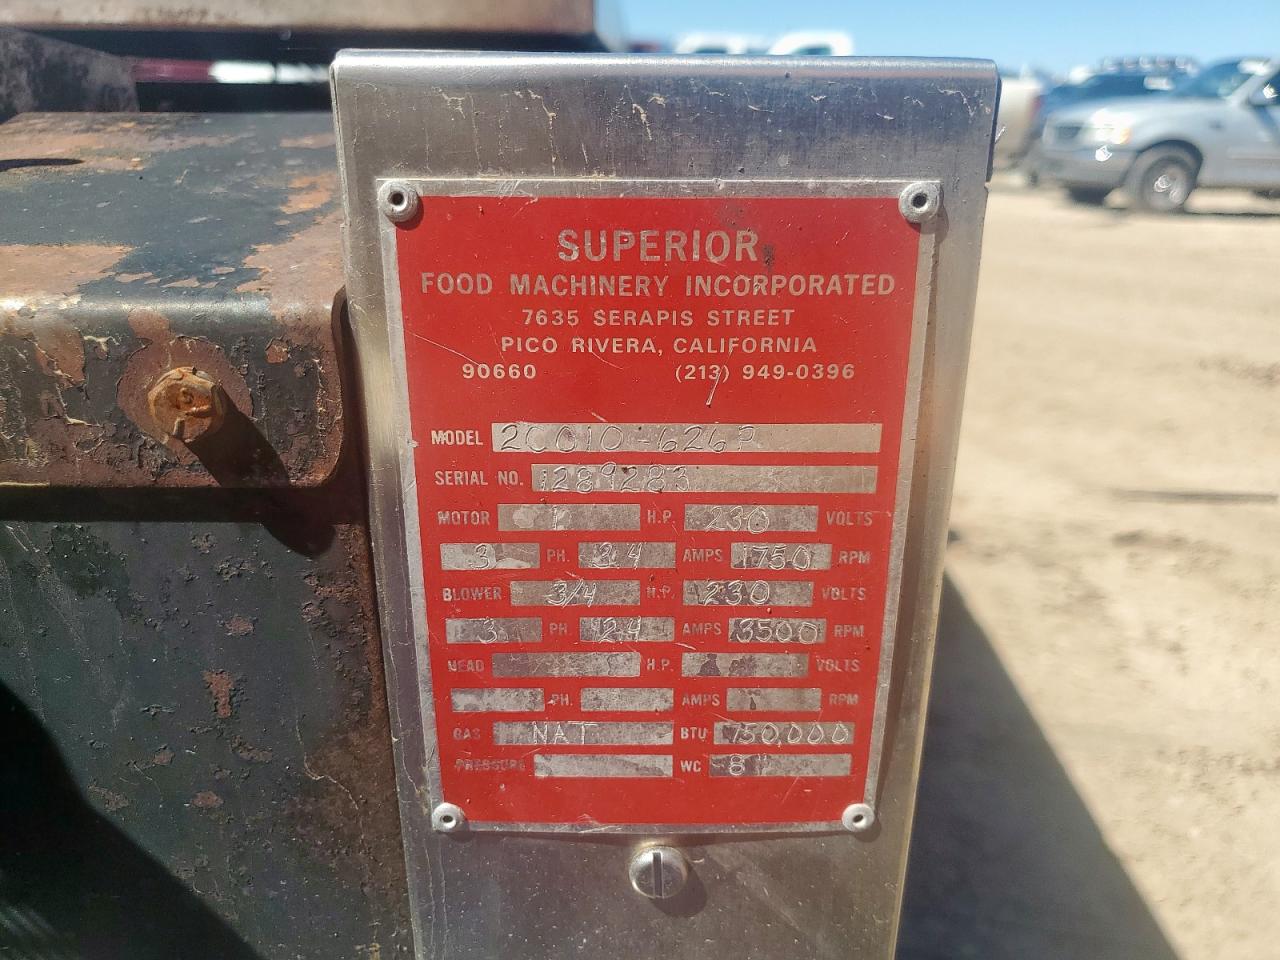 SUPERIOR
FOOD MACHINERY INCORPORATED
7635 SERAPIS STREET
PICO RIVERA, CALIFORNIA
90660 (213) 949-0396
MODEL 20010-626P
SERIAL NO. 1289283
MOTOR 1 H.P. 230 VOLTS
3 PH. 2.4 AMPS 1750 RPM
BLOWER 3/4 H.P. 230 VOLTS
3 PH. 2.4 AMPS 3500 RPM
HEAD H.P. VOLTS
PH. AMPS RPM
GAS NAT BTU 750,000
PRESSURE WC 8"